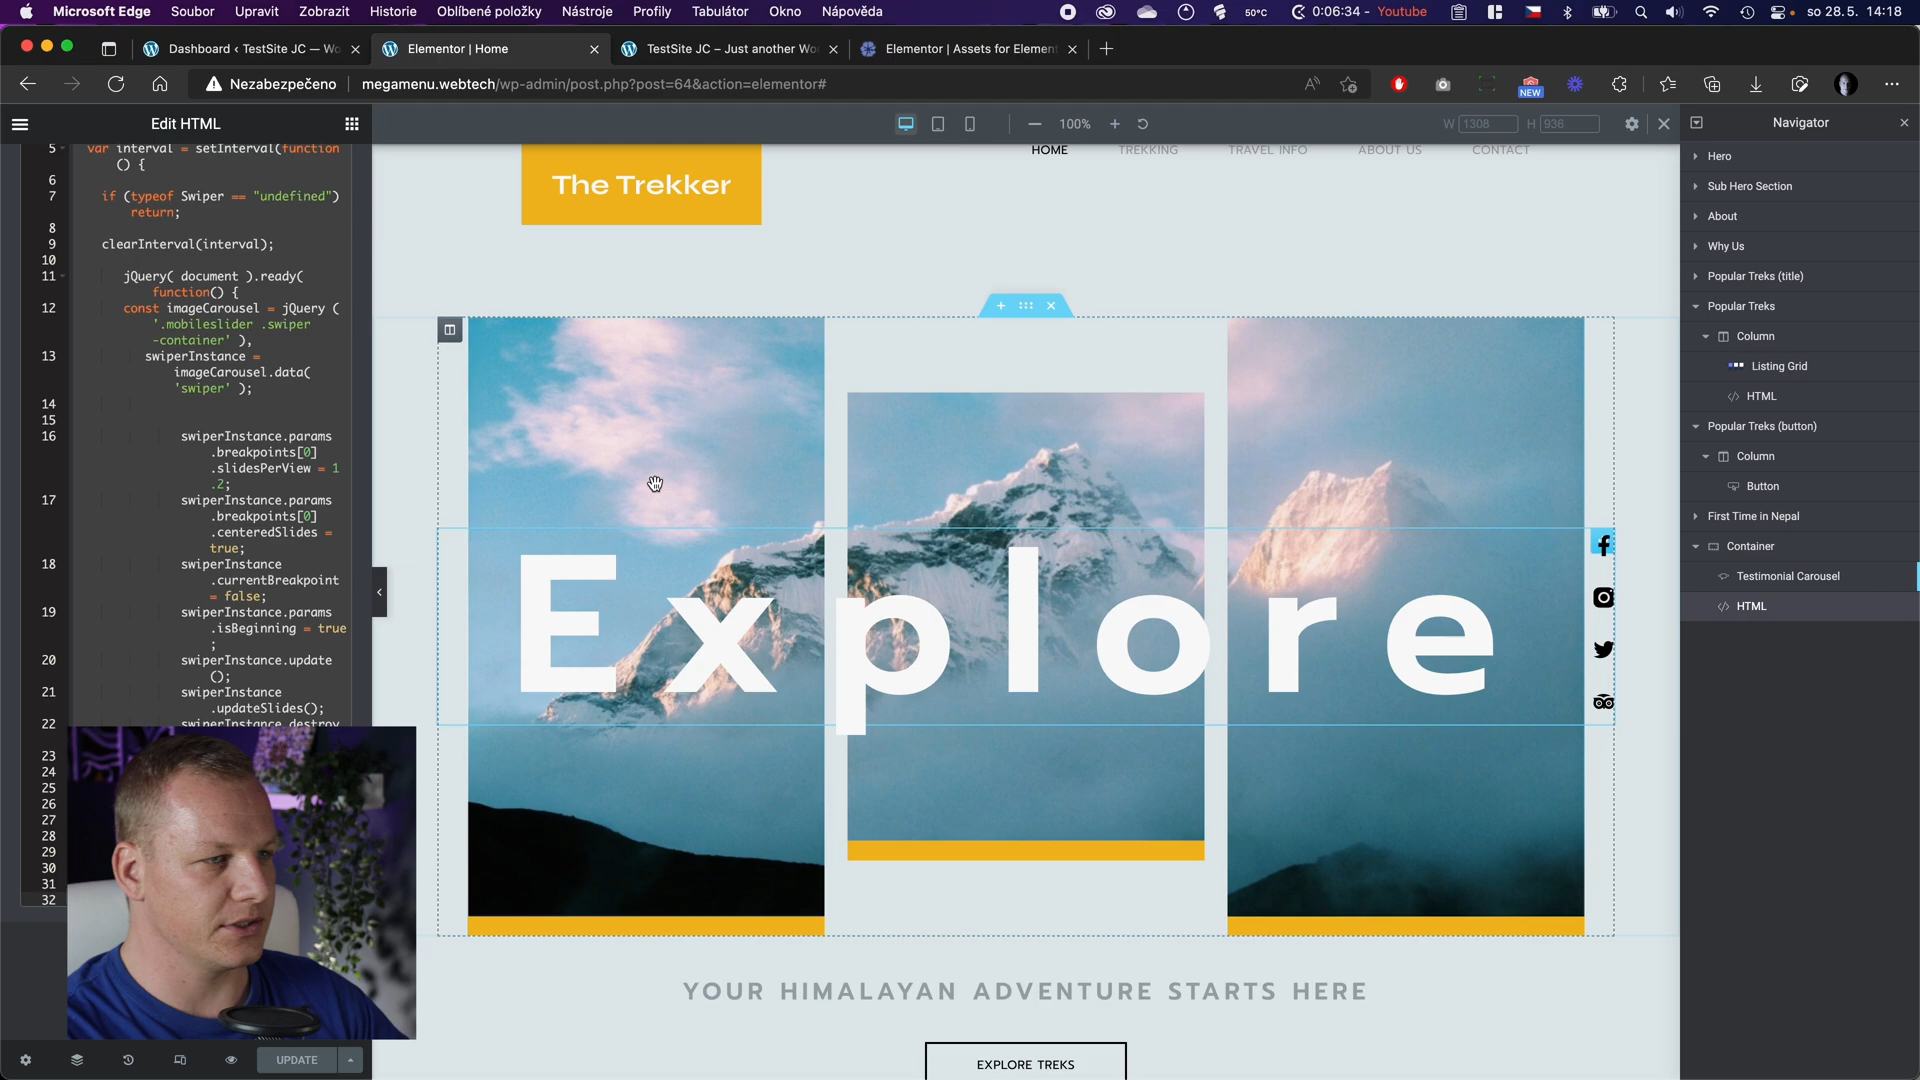 Microsoft Edge Soubor Upravit Zobrazit Historie Oblíbené položky Nástroje Profily Tabulátor Okno Nápověda 50°C 0:06:34 - Youtube so 28.5. 14:18
Dashboard ‹ TestSite JC — Wo Elementor | Home TestSite JC – Just another Wo Elementor | Assets for Element
Nezabezpečeno megamenu.webtech/wp-admin/post.php?post=64&action=elementor# NEW
Edit HTML
100%
W 1308 H 936
Navigator
5 var interval = setInterval(function
() {
6
7 if (typeof Swiper == "undefined")
return;
8
9 clearInterval(interval);
10
11 jQuery( document ).ready(
function() {
12 const imageCarousel = jQuery (
'.mobileslider .swiper
-container' ),
13 swiperInstance =
imageCarousel.data(
'swiper' );
14
15
16 swiperInstance.params
.breakpoints[0]
.slidesPerView = 1
.2;
17 swiperInstance.params
.breakpoints[0]
.centeredSlides =
true;
18 swiperInstance
.currentBreakpoint
= false;
19 swiperInstance.params
.isBeginning = true
;
20 swiperInstance.update
();
21 swiperInstance
.updateSlides();
22 swiperInstance.destroy
23
24
25
26
27
28
29
30
31
32
UPDATE
HOME TREKKING TRAVEL INFO ABOUT US CONTACT
The Trekker
Explore
YOUR HIMALAYAN ADVENTURE STARTS HERE
EXPLORE TREKS
Hero
Sub Hero Section
About
Why Us
Popular Treks (title)
Popular Treks
Column
Listing Grid
HTML
Popular Treks (button)
Column
Button
First Time in Nepal
Container
Testimonial Carousel
HTML